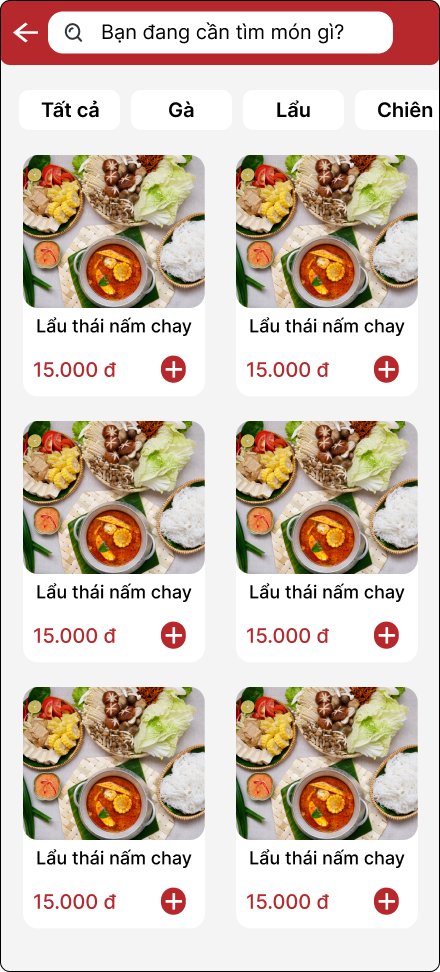 Bạn đang cần tìm món gì?
Tất cả Gà Lẩu Chiên
Lẩu thái nấm chay Lẩu thái nấm chay
15.000 đ 15.000 đ
Lẩu thái nấm chay Lẩu thái nấm chay
15.000 đ 15.000 đ
Lẩu thái nấm chay Lẩu thái nấm chay
15.000 đ 15.000 đ